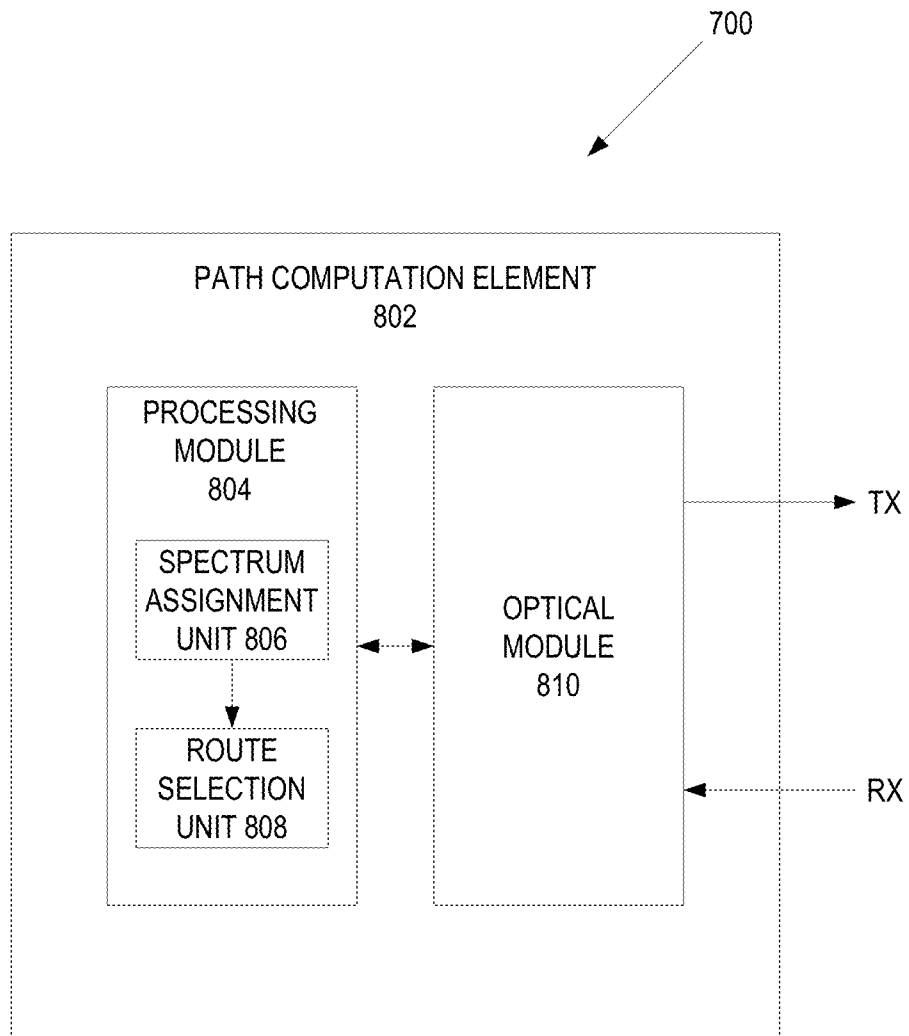 700
PATH COMPUTATION ELEMENT
802
PROCESSING
MODULE
804
SPECTRUM
ASSIGNMENT
UNIT 806
ROUTE
SELECTION
UNIT 808
OPTICAL
MODULE
810
TX
RX